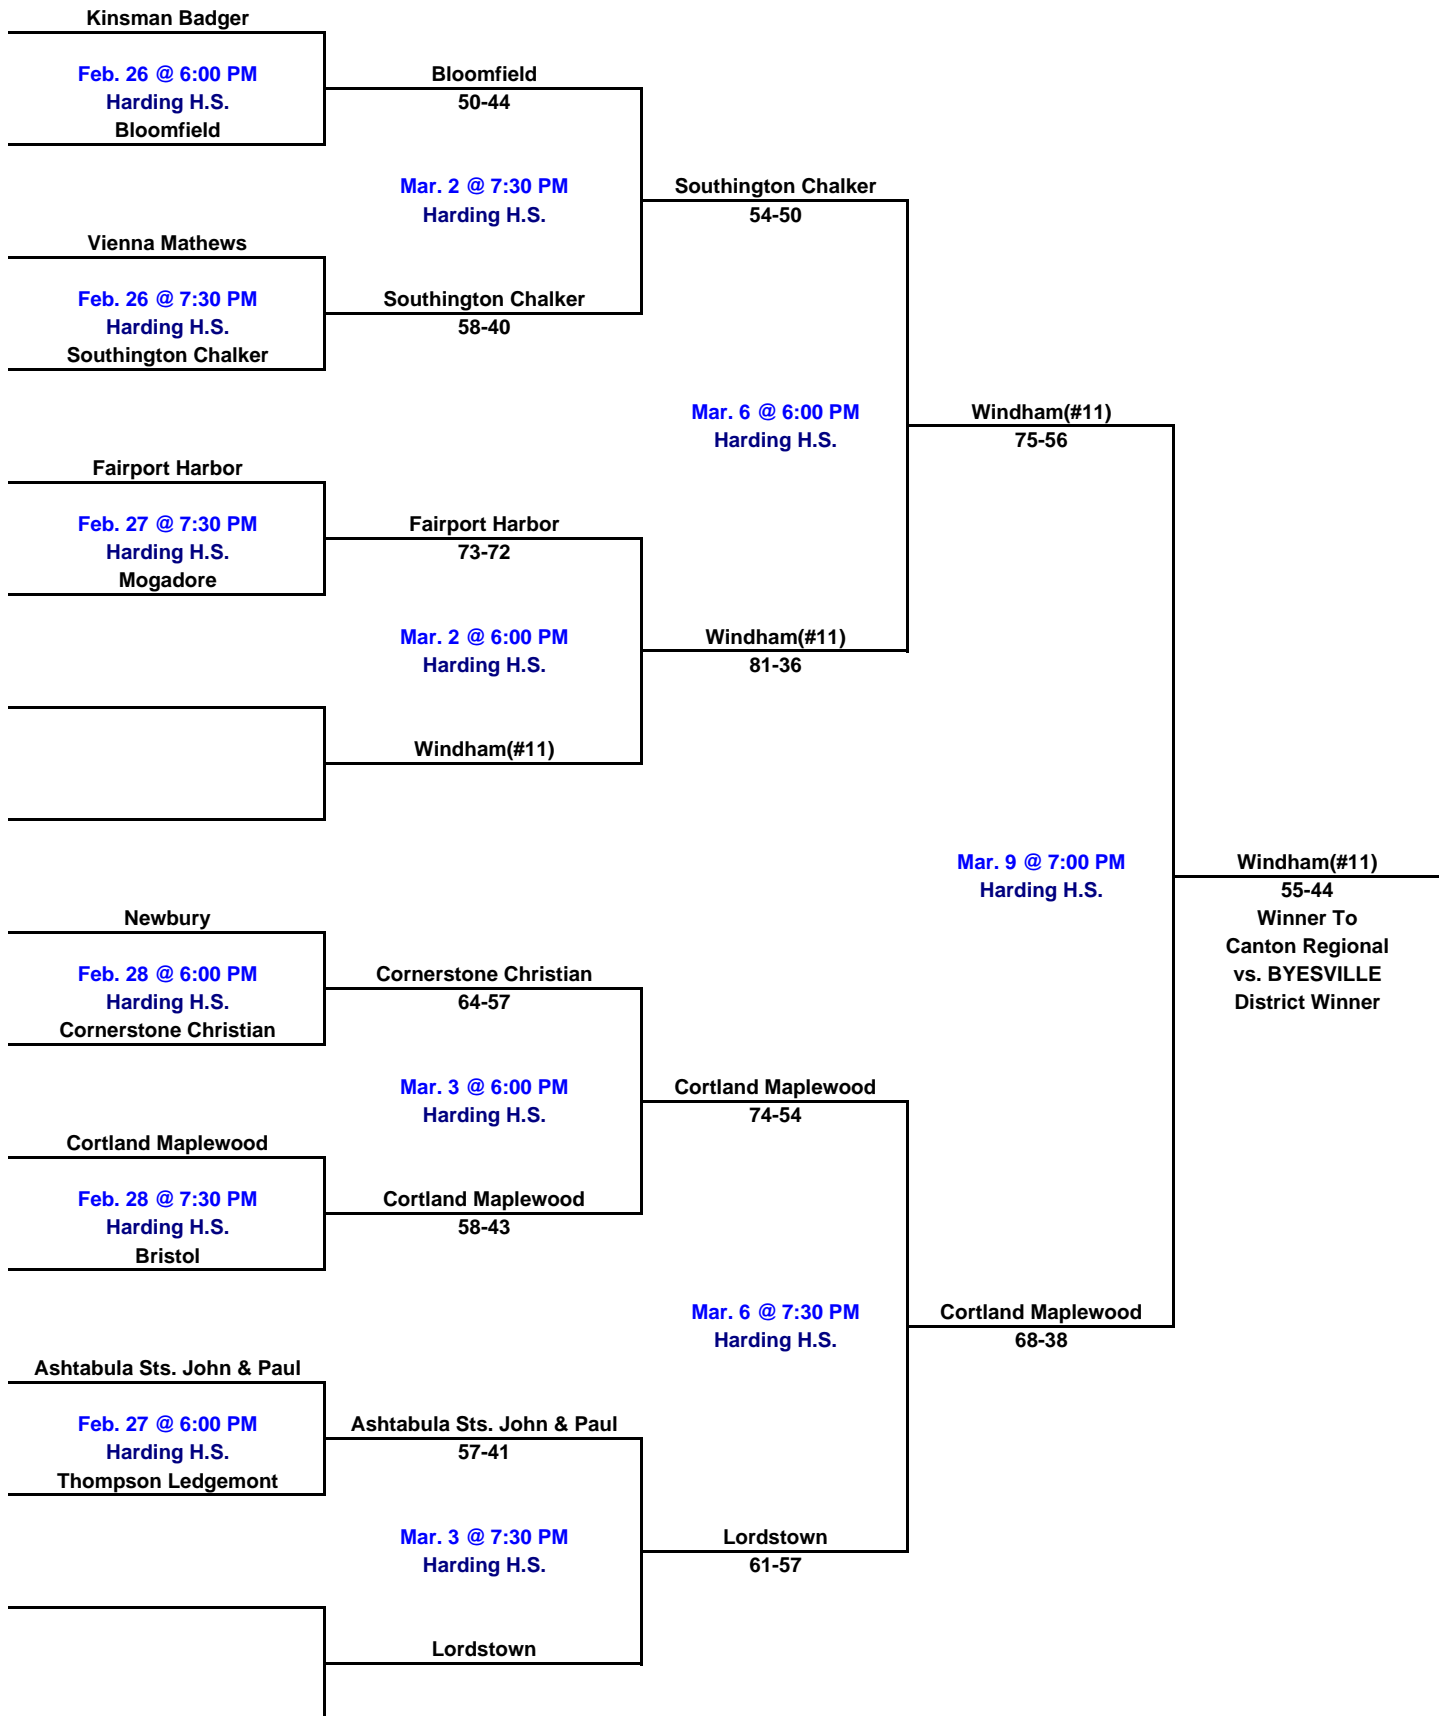 Kinsman Badger
Feb. 26 @ 6:00 PM
Harding H.S.
Bloomfield
Bloomfield
50-44
Mar. 2 @ 7:30 PM
Harding H.S.
Southington Chalker
54-50
Vienna Mathews
Feb. 26 @ 7:30 PM
Harding H.S.
Southington Chalker
Southington Chalker
58-40
Mar. 6 @ 6:00 PM
Harding H.S.
Windham(#11)
75-56
Fairport Harbor
Feb. 27 @ 7:30 PM
Harding H.S.
Mogadore
Fairport Harbor
73-72
Mar. 2 @ 6:00 PM
Harding H.S.
Windham(#11)
81-36
Windham(#11)
Mar. 9 @ 7:00 PM
Harding H.S.
Windham(#11)
55-44
Winner To
Canton Regional
vs. BYESVILLE
District Winner
Newbury
Feb. 28 @ 6:00 PM
Harding H.S.
Cornerstone Christian
Cornerstone Christian
64-57
Mar. 3 @ 6:00 PM
Harding H.S.
Cortland Maplewood
74-54
Cortland Maplewood
Feb. 28 @ 7:30 PM
Harding H.S.
Bristol
Cortland Maplewood
58-43
Mar. 6 @ 7:30 PM
Harding H.S.
Cortland Maplewood
68-38
Ashtabula Sts. John & Paul
Feb. 27 @ 6:00 PM
Harding H.S.
Thompson Ledgemont
Ashtabula Sts. John & Paul
57-41
Mar. 3 @ 7:30 PM
Harding H.S.
Lordstown
61-57
Lordstown